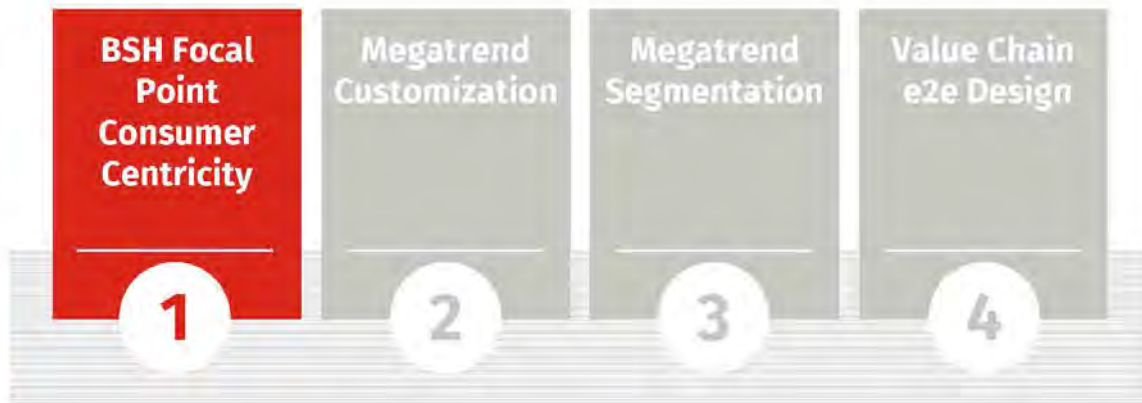 BSH Focal
Point
Consumer
Centricity
1
Megatrend
Customization
2
Megatrend
Segmentation
3
Value Chain
e2e Design
4